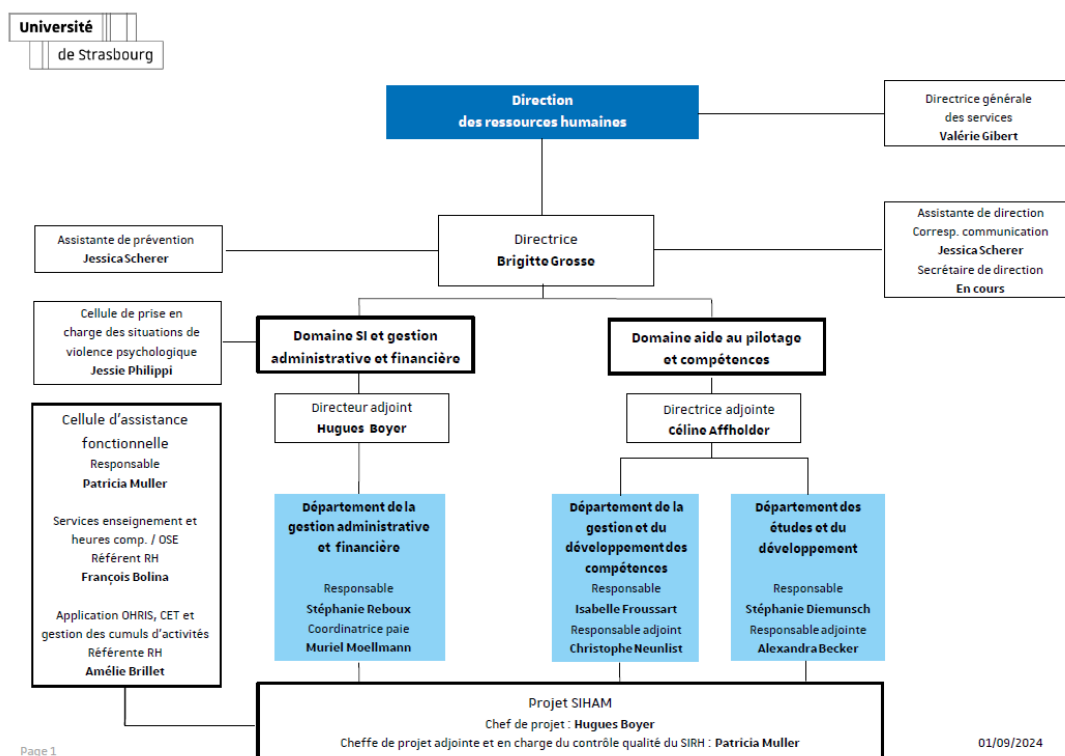 Université
de Strasbourg
Direction
des ressources humaines
Directrice générale
des services
Valérie Gibert
Assistante de prévention
Jessica Scherer
Directrice
Brigitte Grosse
Assistante de direction
Corresp. communication
Jessica Scherer
Secrétaire de direction
En cours
Cellule de prise en
charge des situations de
violence psychologique
Jessie Philippi
Domaine SI et gestion
administrative et financière
Domaine aide au pilotage
et compétences
Cellule d'assistance
fonctionnelle
Responsable
Patricia Muller
Services enseignement et
heures comp. / OSE
Référent RH
François Bolina
Application OHRIS, CET et
gestion des cumuls d'activités
Référente RH
Amélie Brillet
Directeur adjoint
Hugues Boyer
Directrice adjointe
Céline Affholder
Département de la
gestion administrative
et financière
Responsable
Stéphanie Reboux
Coordinatrice paie
Muriel Moellmann
Département de la
gestion et du
développement des
compétences
Responsable
Isabelle Froussart
Responsable adjoint
Christophe Neunlist
Département des
études et du
développement
Responsable
Stéphanie Diemunsch
Responsable adjointe
Alexandra Becker
Projet SIHAM
Chef de projet : Hugues Boyer
Cheffe de projet adjointe et en charge du contrôle qualité du SIRH : Patricia Muller
Page 1
01/09/2024